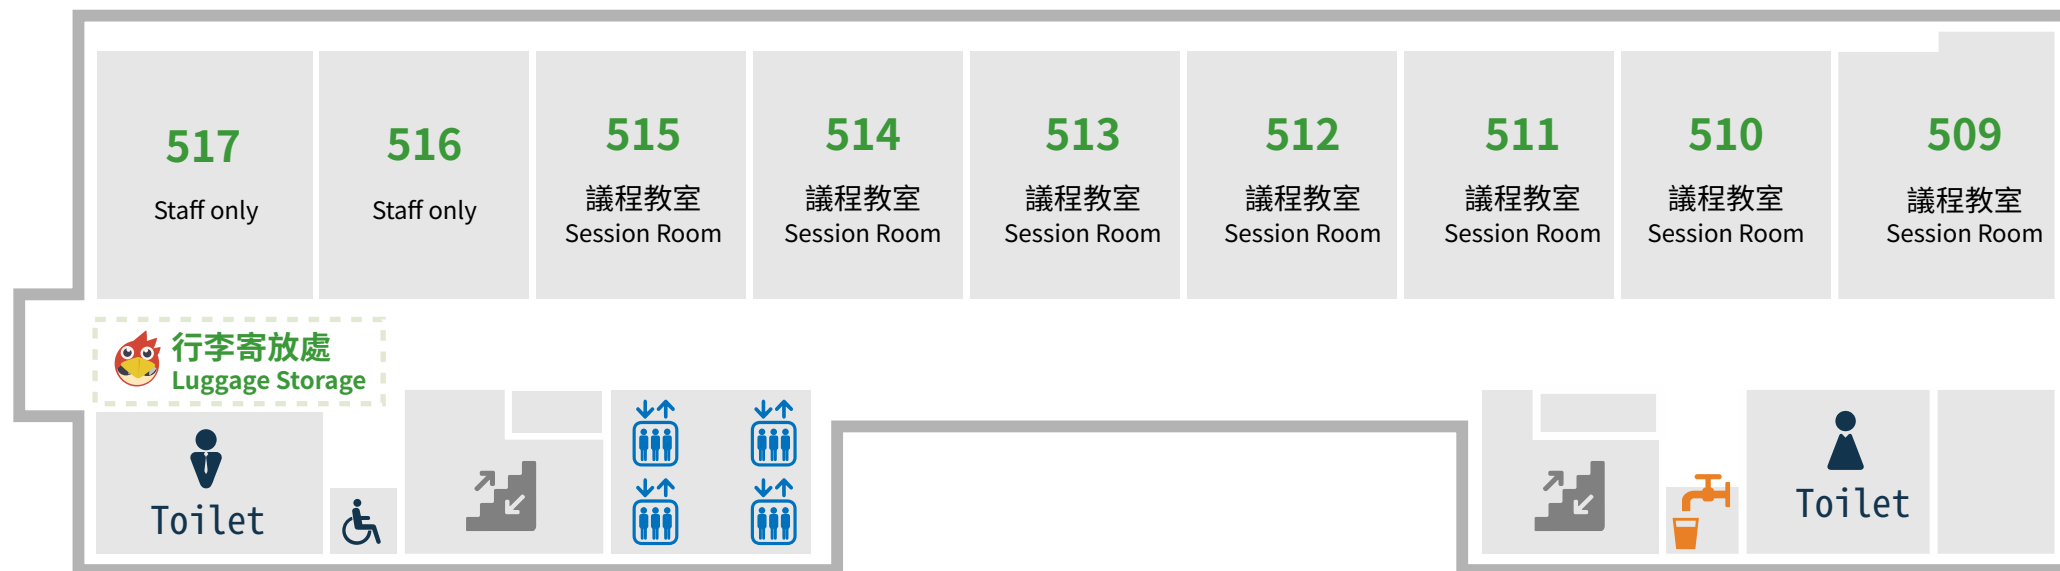 517
Staff only
516
Staff only
515
議程教室
Session Room
514
議程教室
Session Room
513
議程教室
Session Room
512
議程教室
Session Room
511
議程教室
Session Room
510
議程教室
Session Room
509
議程教室
Session Room
行李寄放處
Luggage Storage
Toilet
Toilet